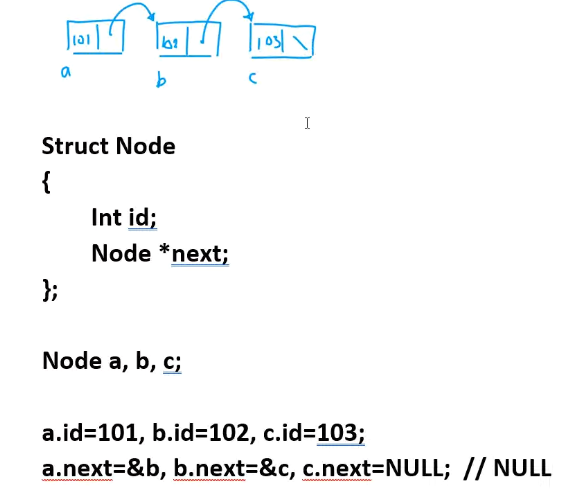 101 102 103
a b c
Struct Node
{
Int id;
Node *next;
};
Node a, b, c;
a.id=101, b.id=102, c.id=103;
a.next=&b, b.next=&c, c.next=NULL; // NULL